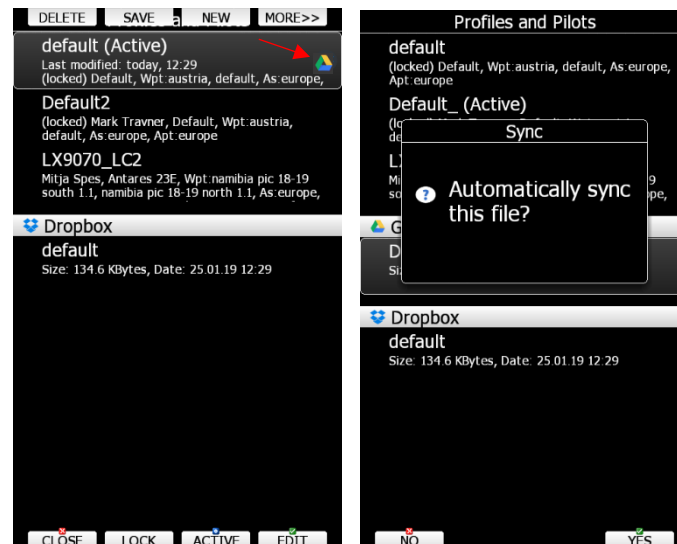 DELETE SAVE NEW MORE>>
and Pilots
default (Active)
Last modified: today, 12:29
(locked) Default, Wpt:austria, default, As:europe,
Default2
(locked) Mark Travner, Default, Wpt:austria,
default, As:europe, Apt:europe
LX9070_LC2
Mitja Spes, Antares 23E, Wpt:namibia pic 18-19
south 1.1, namibia pic 18-19 north 1.1, As:europe,
Dropbox
default
Size: 134.6 KBytes, Date: 25.01.19 12:29
CLOSE LOCK ACTIVE EDIT
Profiles and Pilots
default
(locked) Default, Wpt:austria, default, As:europe,
Apt:europe
Default_ (Active)
Sync
Automatically sync
this file?
Dropbox
default
Size: 134.6 KBytes, Date: 25.01.19 12:29
NO YES